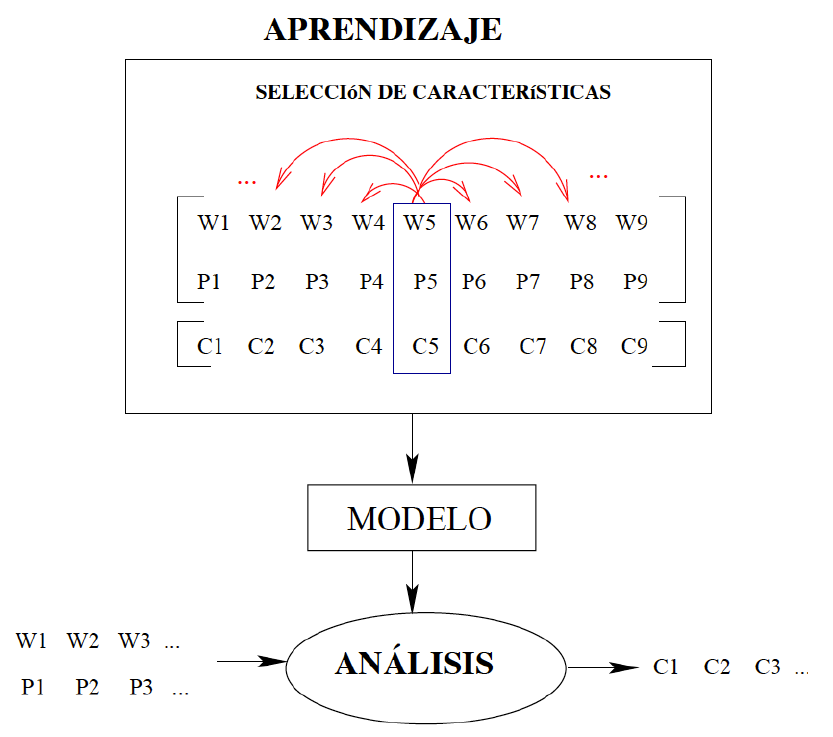 APRENDIZAJE
SELECCIóN DE CARACTERíSTICAS
... ...
W1 W2 W3 W4 W5 W6 W7 W8 W9
P1 P2 P3 P4 P5 P6 P7 P8 P9
C1 C2 C3 C4 C5 C6 C7 C8 C9
MODELO
W1 W2 W3 ...
P1 P2 P3 ...
ANÁLISIS
C1 C2 C3 ...